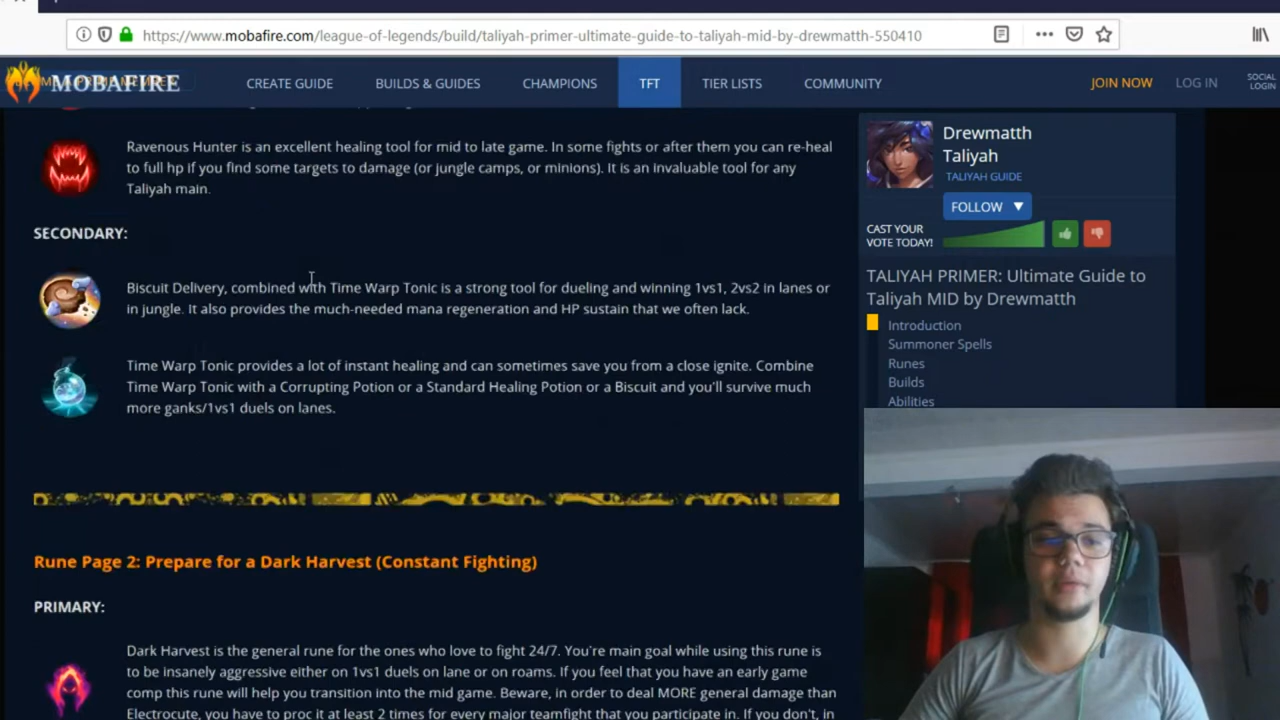 https://www.mobafire.com/league-of-legends/build/taliyah-primer-ultimate-guide-to-taliyah-mid-by-drewmatth-550410
MOBAFIRE
CREATE GUIDE
BUILDS & GUIDES
CHAMPIONS
TFT
TIER LISTS
COMMUNITY
JOIN NOW
LOG IN
SOCIAL
LOGIN
Ravenous Hunter is an excellent healing tool for mid to late game. In some fights or after them you can re-heal
to full hp if you find some targets to damage (or jungle camps, or minions). It is an invaluable tool for any
Taliyah main.
SECONDARY:
Biscuit Delivery, combined with Time Warp Tonic is a strong tool for dueling and winning 1vs1, 2vs2 in lanes or
in jungle. It also provides the much-needed mana regeneration and HP sustain that we often lack.
Time Warp Tonic provides a lot of instant healing and can sometimes save you from a close ignite. Combine
Time Warp Tonic with a Corrupting Potion or a Standard Healing Potion or a Biscuit and you'll survive much
more ganks/1vs1 duels on lanes.
Rune Page 2: Prepare for a Dark Harvest (Constant Fighting)
PRIMARY:
Dark Harvest is the general rune for the ones who love to fight 24/7. You're main goal while using this rune is
to be insanely aggressive either on 1vs1 duels on lane or on roams. If you feel that you have an early game
comp this rune will help you transition into the mid game. Beware, in order to deal MORE general damage than
Electrocute, you have to proc it at least 2 times for every major teamfight that you participate in. If you don't, in
Drewmatth
Taliyah
TALIYAH GUIDE
FOLLOW
CAST YOUR
VOTE TODAY!
TALIYAH PRIMER: Ultimate Guide to
Taliyah MID by Drewmatth
Introduction
Summoner Spells
Runes
Builds
Abilities